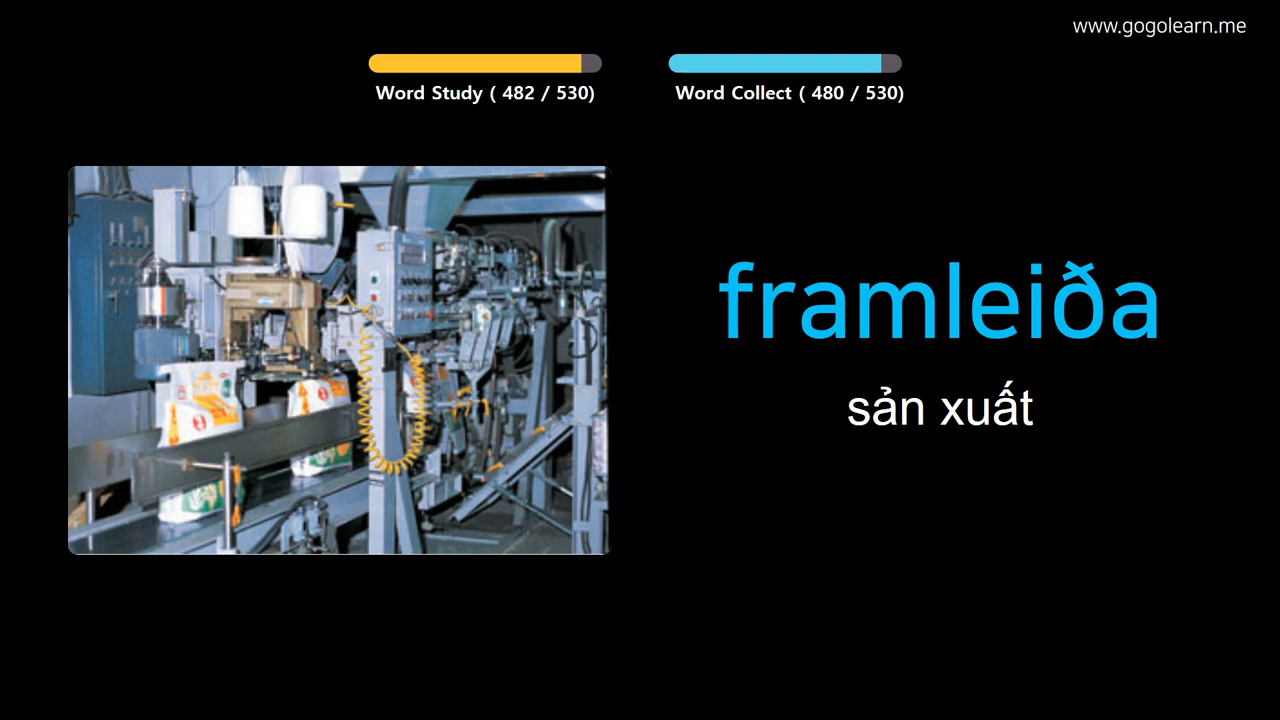 www.gogolearn.me
Word Study ( 482 / 530)
Word Collect ( 480 / 530)
framleiða
sản xuất